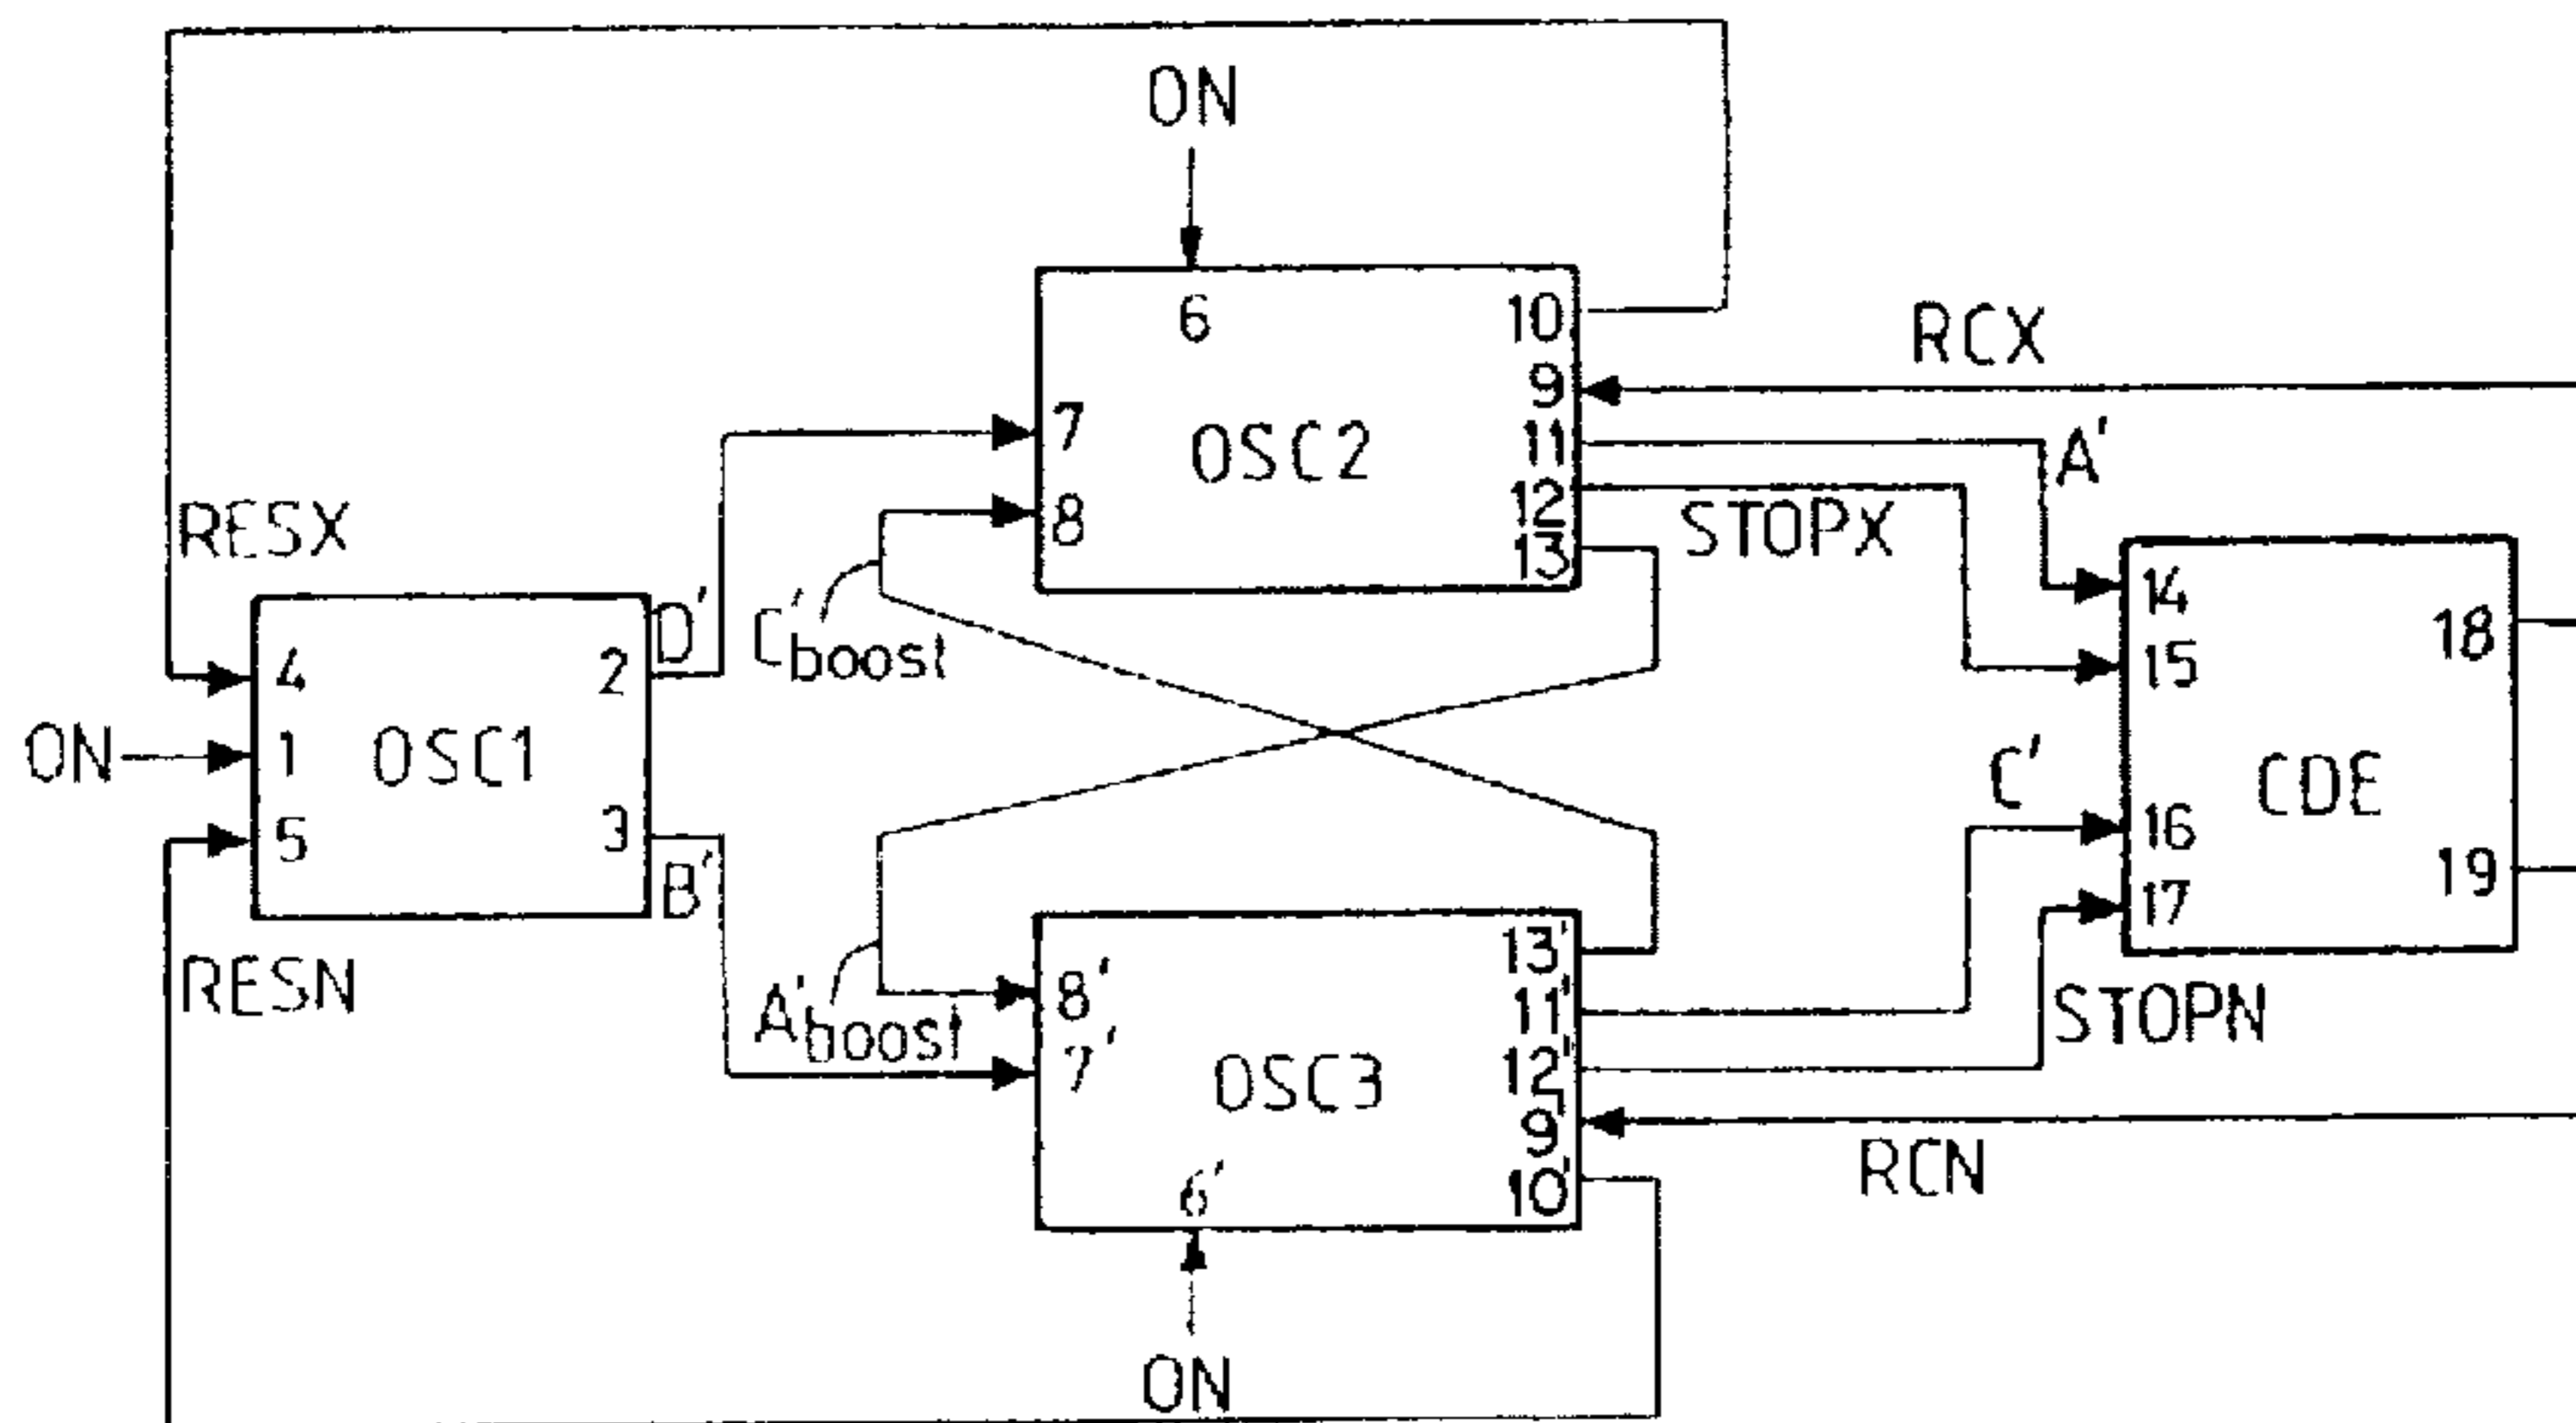 ON
6
10
RCX
9
7
OSC2
11
A'
12
8
STOPX
13
RESX
14
D'
C'boost
18
4
2
15
ON
1
OSC1
C'
CDE
5
3
16
B'
19
17
RESN
13'
8'
11'
A'boost
STOPN
7'
OSC3
12'
9'
RCN
6'
10'
ON